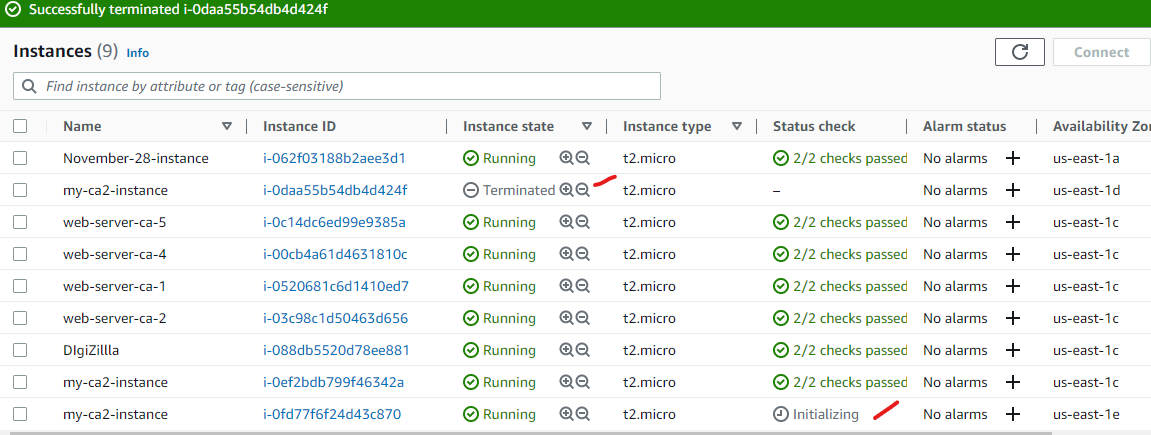 Successfully terminated i-0daa55b54db4d424f
Instances (9) Info
Connect
Find instance by attribute or tag (case-sensitive)
Name Instance ID Instance state Instance type Status check Alarm status Availability Zon
November-28-instance i-062f03188b2aee3d1 Running t2.micro 2/2 checks passed No alarms + us-east-1a
my-ca2-instance i-0daa55b54db4d424f Terminated t2.micro – No alarms + us-east-1d
web-server-ca-5 i-0c14dc6ed99e9385a Running t2.micro 2/2 checks passed No alarms + us-east-1c
web-server-ca-4 i-00cb4a61d4631810c Running t2.micro 2/2 checks passed No alarms + us-east-1c
web-server-ca-1 i-0520681c6d1410ed7 Running t2.micro 2/2 checks passed No alarms + us-east-1c
web-server-ca-2 i-03c98c1d50463d656 Running t2.micro 2/2 checks passed No alarms + us-east-1c
DIgiZillla i-088db5520d78ee881 Running t2.micro 2/2 checks passed No alarms + us-east-1c
my-ca2-instance i-0ef2bdb799f46342a Running t2.micro 2/2 checks passed No alarms + us-east-1c
my-ca2-instance i-0fd77f6f24d43c870 Running t2.micro Initializing No alarms + us-east-1e